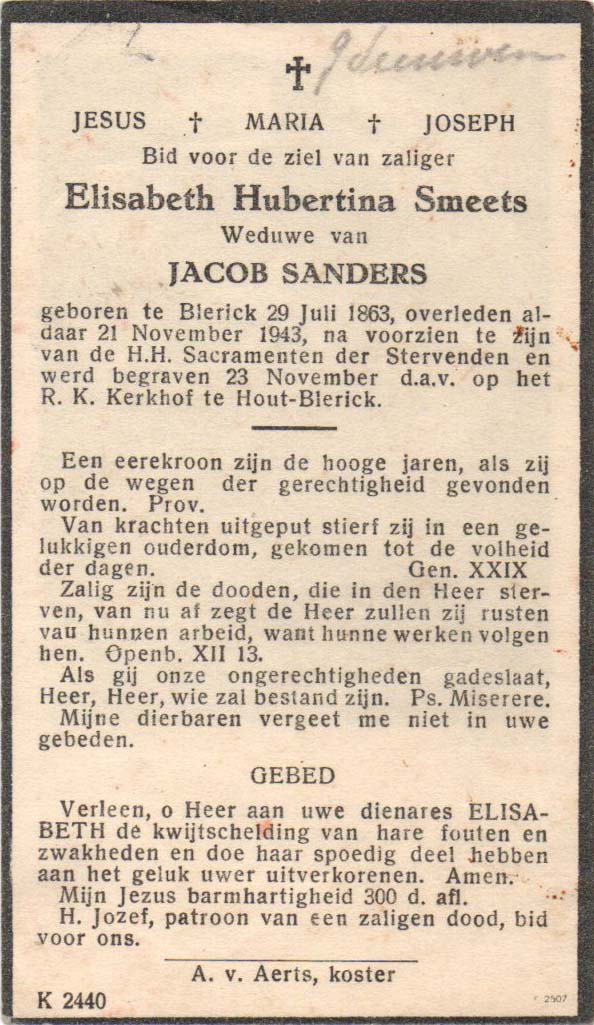 JESUS † MARIA † JOSEPH
Bid voor de ziel van zaliger
Elisabeth Hubertina Smeets
Weduwe van
JACOB SANDERS
geboren te Blerick 29 Juli 1863, overleden al-
daar 21 November 1943, na voorzien te zijn
van de H.H. Sacramenten der Stervenden en
werd begraven 23 November d.a.v. op het
R. K. Kerkhof te Hout-Blerick.
Een eerekroon zijn de hooge jaren, als zij
op de wegen der gerechtigheid gevonden
worden. Prov.
Van krachten uitgeput stierf zij in een ge-
lukkigen ouderdom, gekomen tot de volheid
der dagen. Gen. XXIX
Zalig zijn de dooden, die in den Heer ster-
ven, van nu af zegt de Heer zullen zij rusten
vau hunnen arbeid, want hunne werken volgen
hen. Openb. XII 13.
Als gij onze ongerechtigheden gadeslaat,
Heer, Heer, wie zal bestand zijn. Ps. Miserere.
Mijne dierbaren vergeet me niet in uwe
gebeden.
GEBED
Verleen, o Heer aan uwe dienares ELISA-
BETH de kwijtschelding van hare fouten en
zwakheden en doe haar spoedig deel hebben
aan het geluk uwer uitverkorenen. Amen.
Mijn Jezus barmhartigheid 300 d. afl.
H. Jozef, patroon van een zaligen dood, bid
voor ons.
A. v. Aerts, koster
K 2440
2507